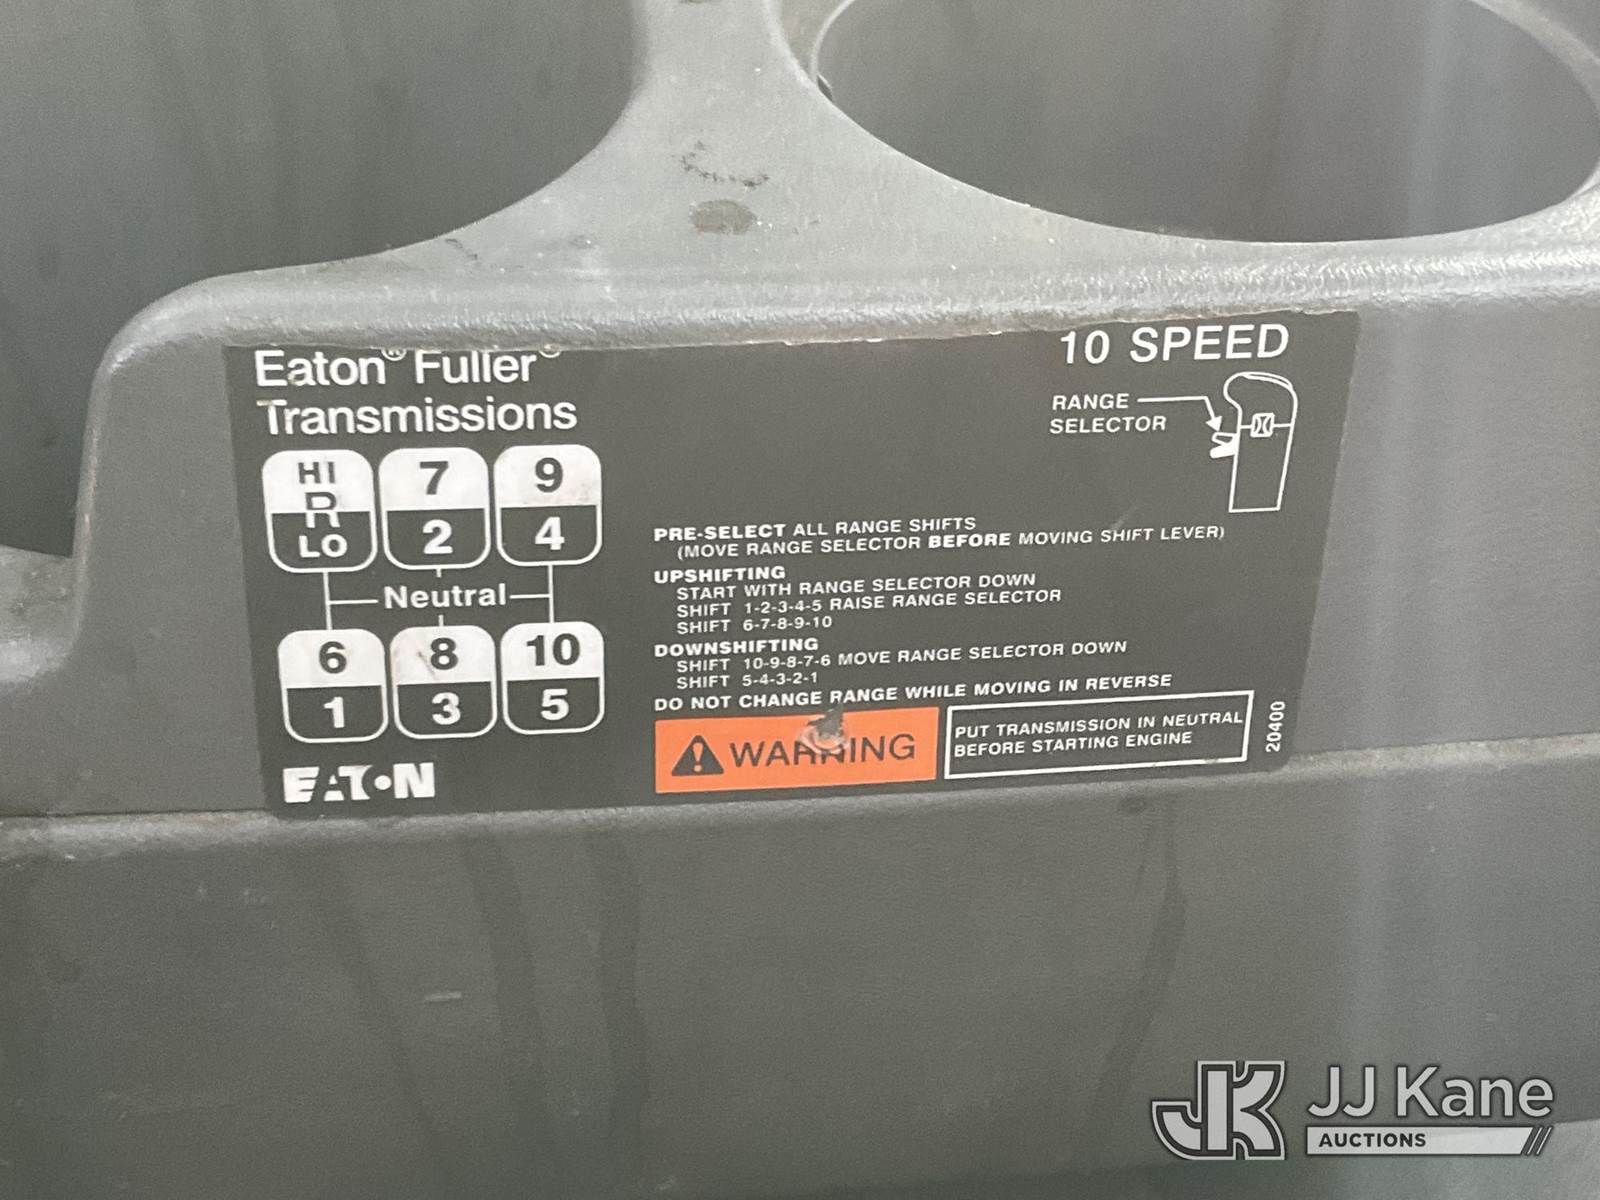 Eaton® Fuller®
Transmissions
10 SPEED
RANGE
SELECTOR
HI
R
LO
7
2
9
4
Neutral
6
1
8
3
10
5
EATON
PRE-SELECT ALL RANGE SHIFTS
(MOVE RANGE SELECTOR BEFORE MOVING SHIFT LEVER)
UPSHIFTING
START WITH RANGE SELECTOR DOWN
SHIFT 1-2-3-4-5 RAISE RANGE SELECTOR
SHIFT 6-7-8-9-10
DOWNSHIFTING
SHIFT 10-9-8-7-6 MOVE RANGE SELECTOR DOWN
SHIFT 5-4-3-2-1
DO NOT CHANGE RANGE WHILE MOVING IN REVERSE
WARNING
PUT TRANSMISSION IN NEUTRAL
BEFORE STARTING ENGINE
20400
JK
JJ Kane
AUCTIONS